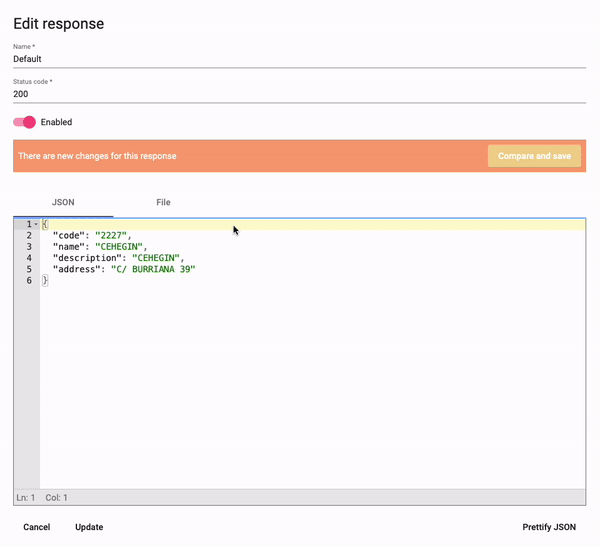 Edit response
Name *
Default
Status code *
200
Enabled
There are new changes for this response
Compare and save
JSON
File
1 {
2 "code": "2227",
3 "name": "CEHEGIN",
4 "description": "CEHEGIN",
5 "address": "C/ BURRIANA 39"
6 }
Ln: 1 Col: 1
Cancel Update Prettify JSON